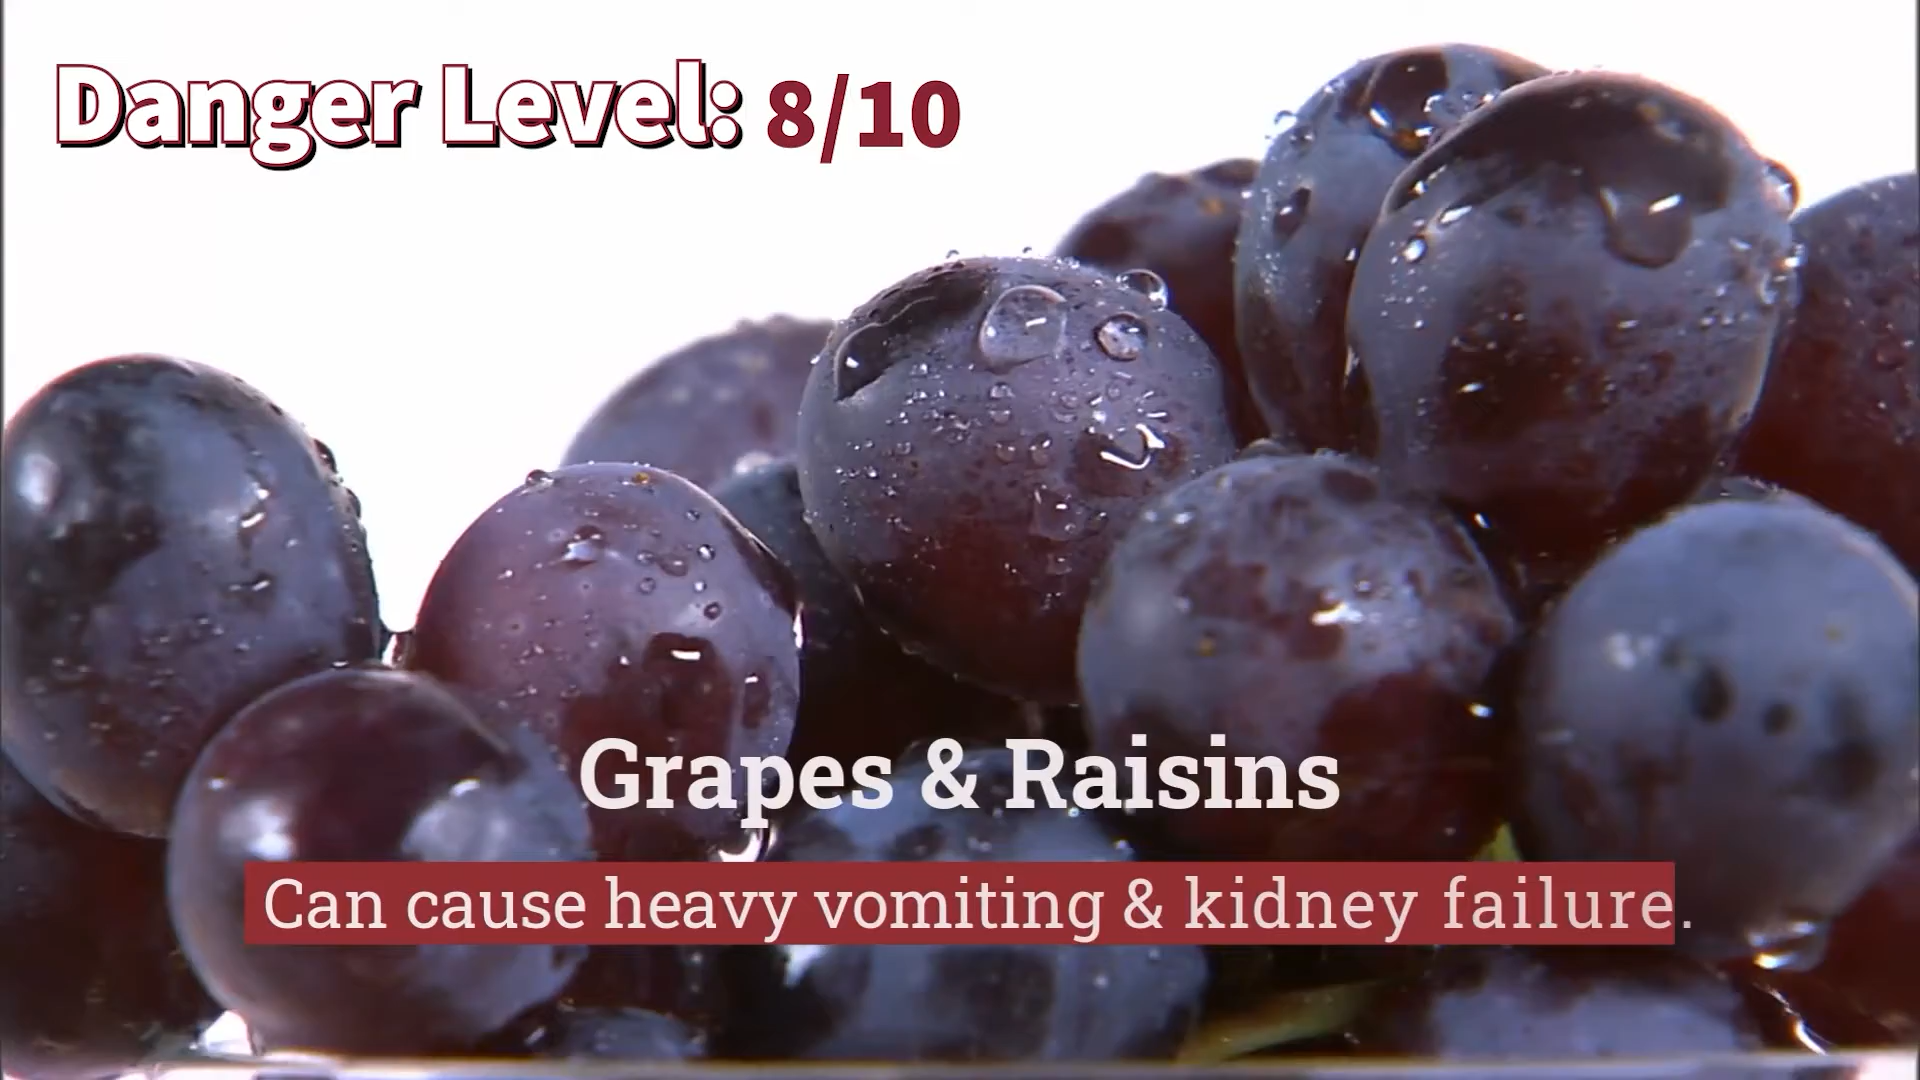 Danger Level: 8/10
Grapes & Raisins
Can cause heavy vomiting & kidney failure.